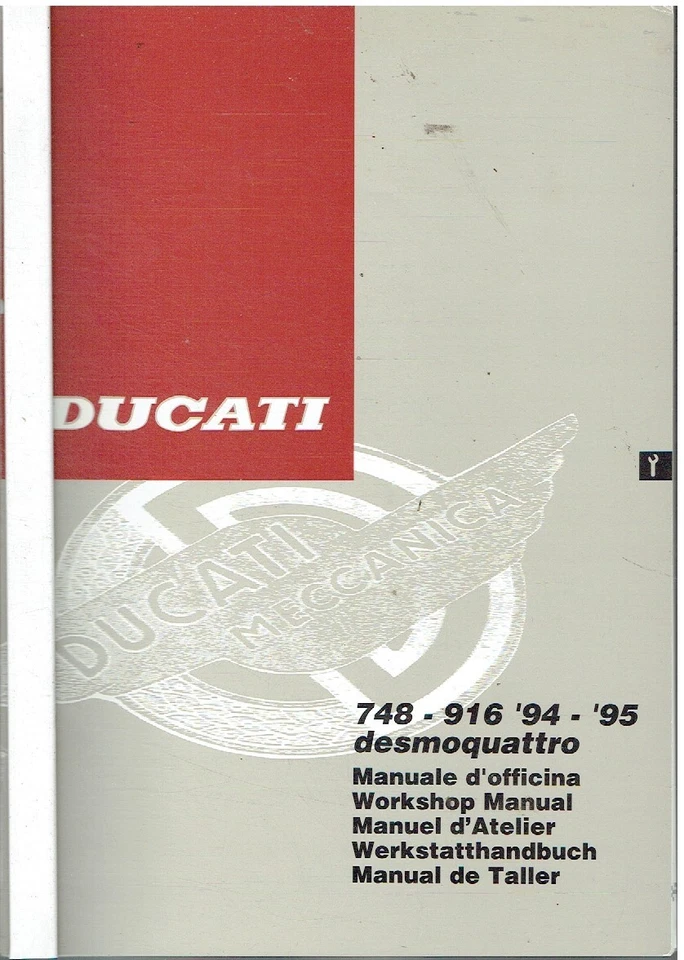 DUCATI
DUCATI
MECCANICA
748 - 916 '94 - '95
desmoquattro
Manuale d'officina
Workshop Manual
Manuel d'Atelier
Werkstatthandbuch
Manual de Taller